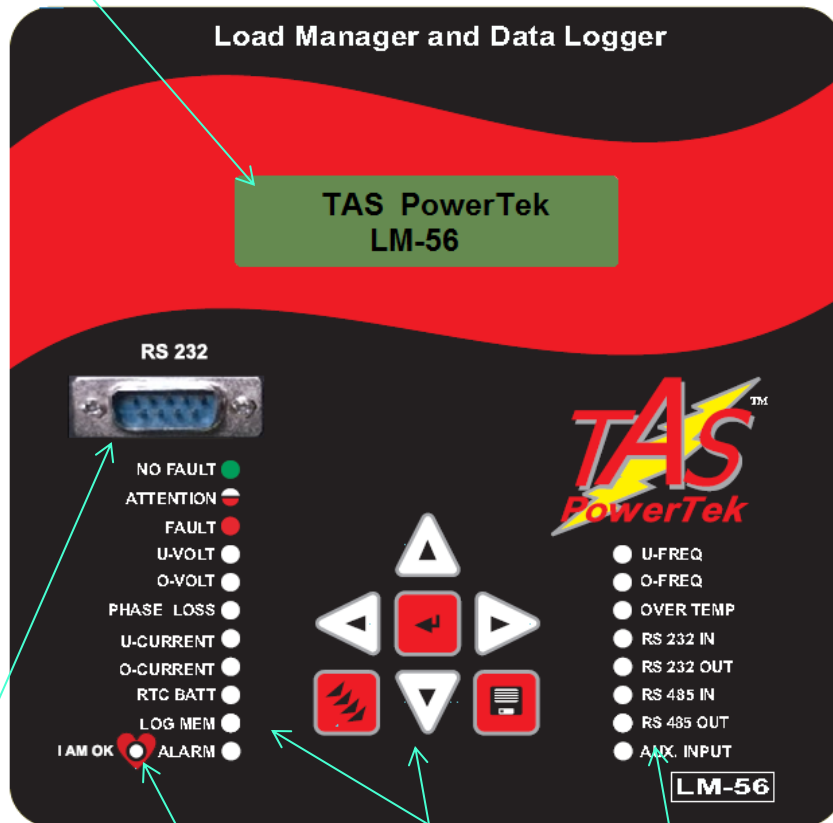 Load Manager and Data Logger
TAS PowerTek
LM-56
RS 232
TAS
TM
PowerTek
NO FAULT
ATTENTION
FAULT
U-VOLT
O-VOLT
PHASE LOSS
U-CURRENT
O-CURRENT
RTC BATT
LOG MEM
I AM OK
ALARM
U-FREQ
O-FREQ
OVER TEMP
RS 232 IN
RS 232 OUT
RS 485 IN
RS 485 OUT
AUX. INPUT
LM-56